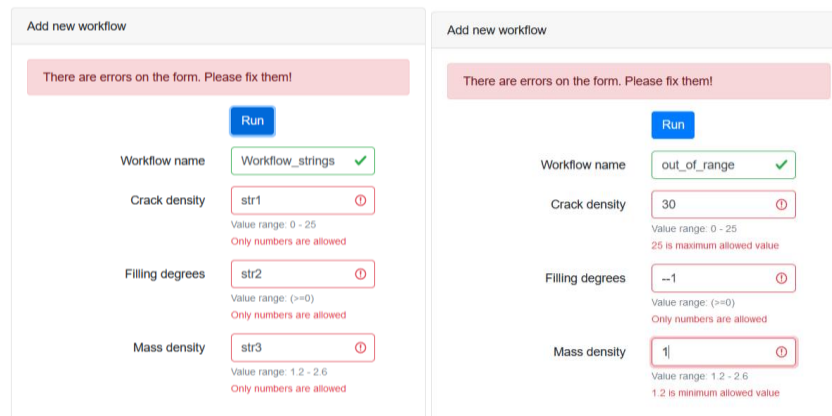 Add new workflow
There are errors on the form. Please fix them!
Run
Workflow name Workflow_strings
Crack density str1
Value range: 0 - 25
Only numbers are allowed
Filling degrees str2
Value range: (>=0)
Only numbers are allowed
Mass density str3
Value range: 1.2 - 2.6
Only numbers are allowed
Add new workflow
There are errors on the form. Please fix them!
Run
Workflow name out_of_range
Crack density 30
Value range: 0 - 25
25 is maximum allowed value
Filling degrees --1
Value range: (>=0)
Only numbers are allowed
Mass density 1
Value range: 1.2 - 2.6
1.2 is minimum allowed value